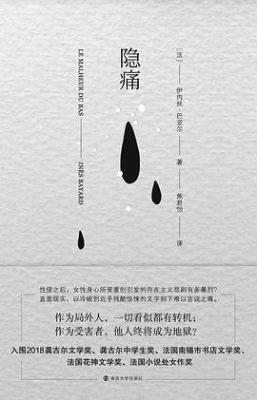 隐痛
LE MALHEUR DU BAS
INÈS BAYARD
[法]
伊内丝·巴亚尔
著
焦君怡
译
性侵之后，女性身心所受重创引发的存在主义悲剧有多暴烈？
直面现实、以冷峻到近乎残酷惊悚的文字刻下难以言说之痛。
作为局外人，一切看似都有转机；
作为受害者，他人终将成为地狱？
入围2018龚古尔文学奖、龚古尔中学生奖、法国南锡市书店文学奖、
法国花神文学奖、法国小说处女作奖
南京大学出版社